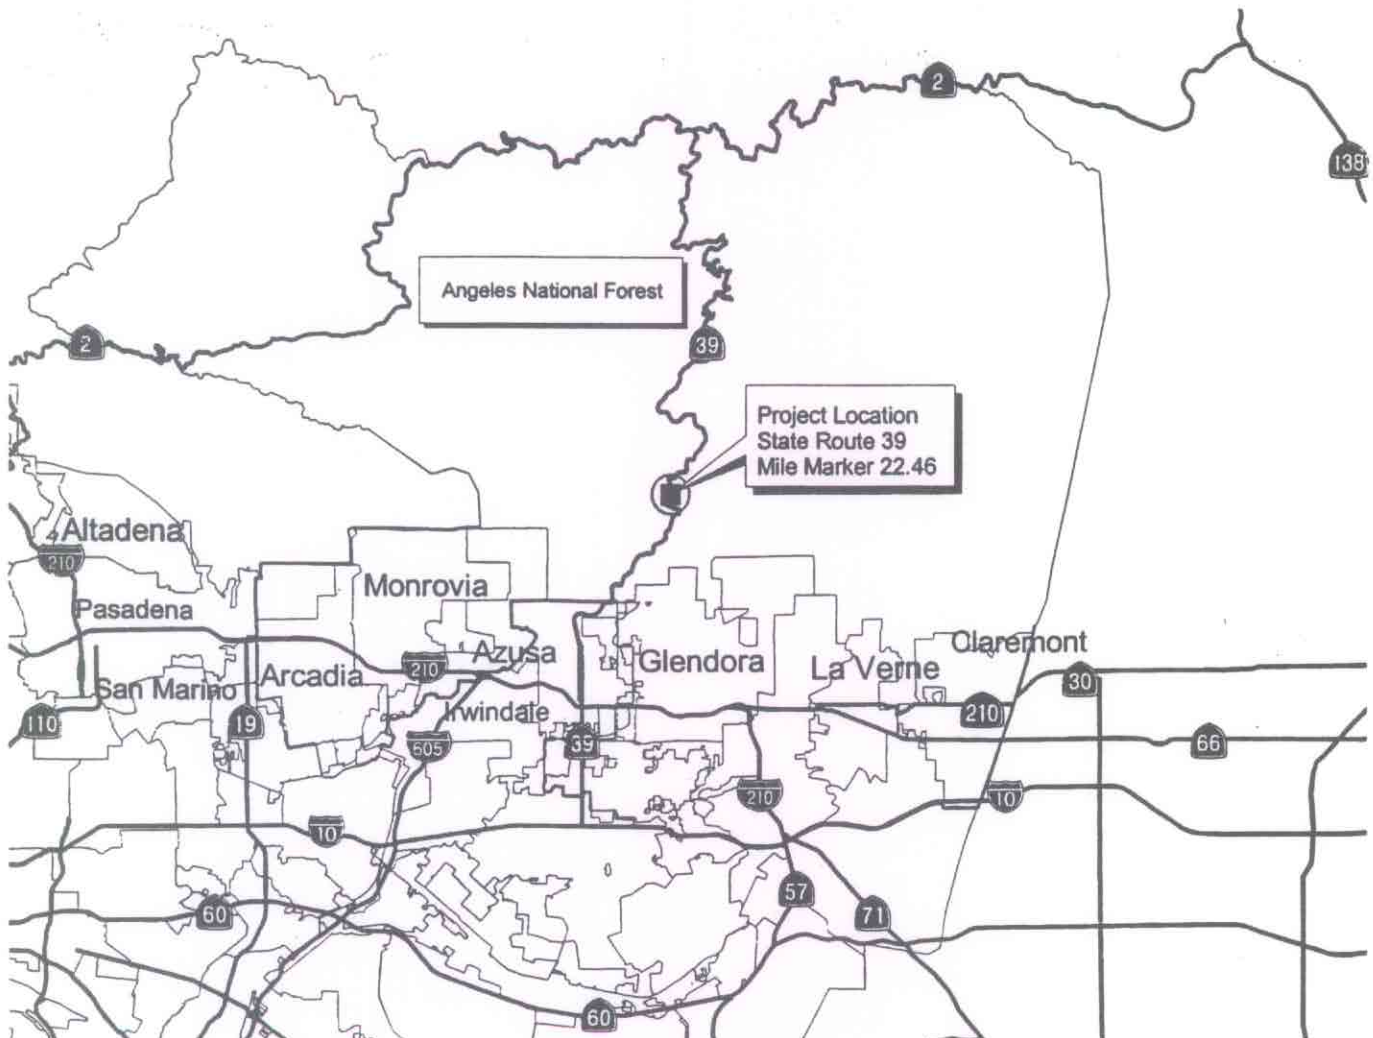 2
138
Angeles National Forest
2
39
Project Location
State Route 39
Mile Marker 22.46
Altadena
210
Monrovia
Pasadena
Azusa
Claremont
210
Glendora
La Verne
Arcadia
San Marino
30
Irwindale
210
110
19
39
605
66
210
10
10
57
60
71
60